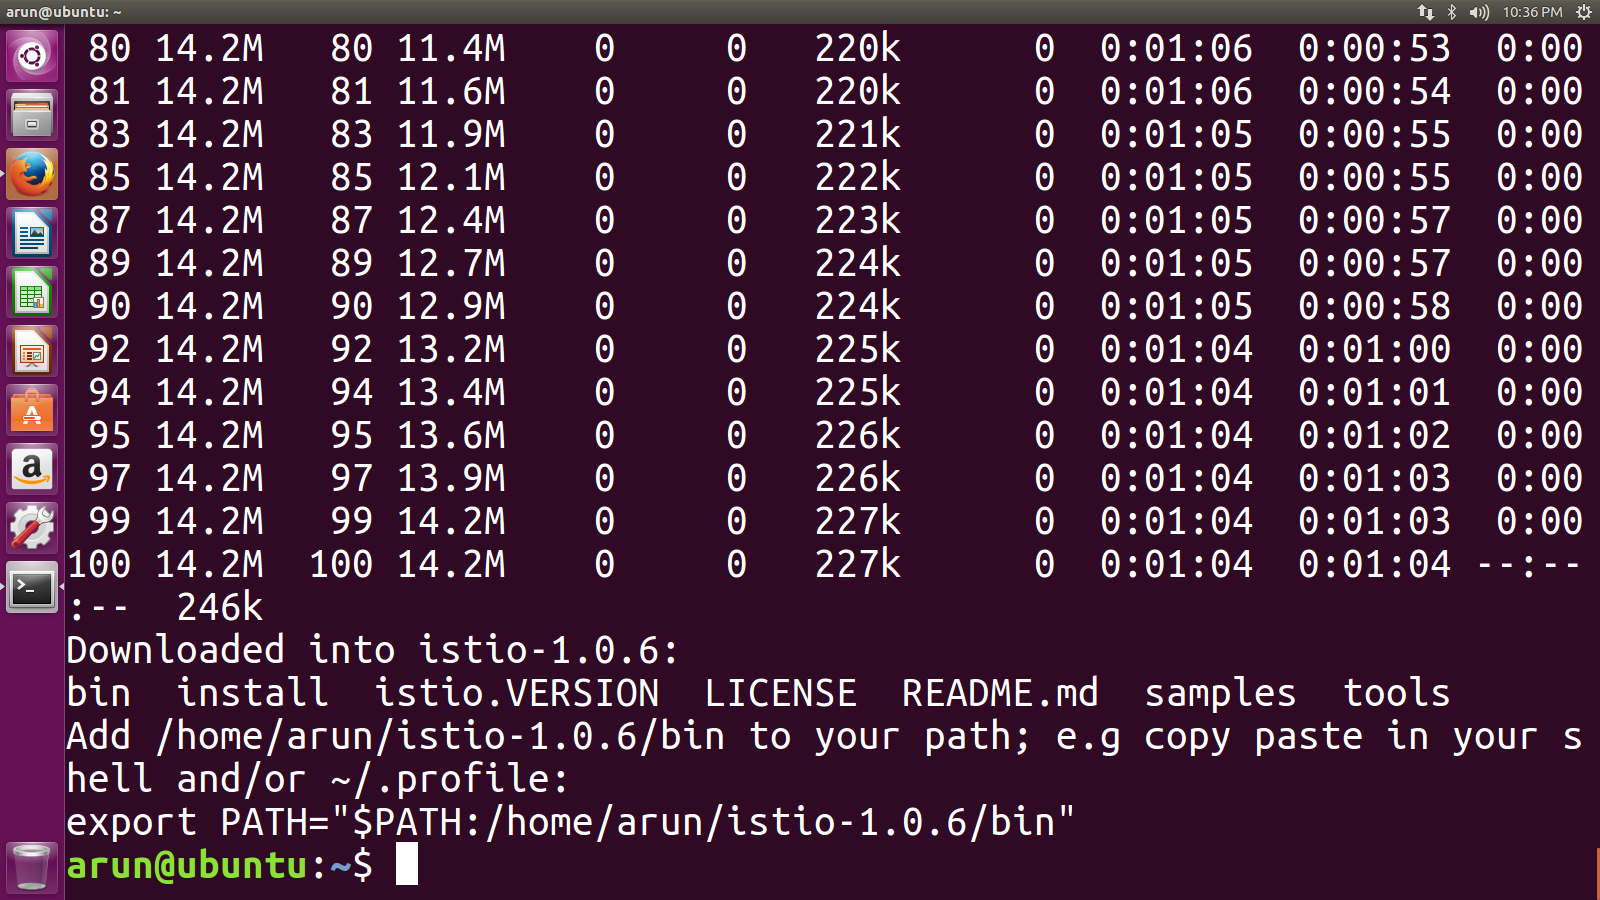 arun@ubuntu: ~ 10:36 PM
80 14.2M 80 11.4M 0 0 220k 0 0:01:06 0:00:53 0:00
81 14.2M 81 11.6M 0 0 220k 0 0:01:06 0:00:54 0:00
83 14.2M 83 11.9M 0 0 221k 0 0:01:05 0:00:55 0:00
85 14.2M 85 12.1M 0 0 222k 0 0:01:05 0:00:55 0:00
87 14.2M 87 12.4M 0 0 223k 0 0:01:05 0:00:57 0:00
89 14.2M 89 12.7M 0 0 224k 0 0:01:05 0:00:57 0:00
90 14.2M 90 12.9M 0 0 224k 0 0:01:05 0:00:58 0:00
92 14.2M 92 13.2M 0 0 225k 0 0:01:04 0:01:00 0:00
94 14.2M 94 13.4M 0 0 225k 0 0:01:04 0:01:01 0:00
95 14.2M 95 13.6M 0 0 226k 0 0:01:04 0:01:02 0:00
97 14.2M 97 13.9M 0 0 226k 0 0:01:04 0:01:03 0:00
99 14.2M 99 14.2M 0 0 227k 0 0:01:04 0:01:03 0:00
100 14.2M 100 14.2M 0 0 227k 0 0:01:04 0:01:04 --:--
:-- 246k
Downloaded into istio-1.0.6:
bin install istio.VERSION LICENSE README.md samples tools
Add /home/arun/istio-1.0.6/bin to your path; e.g copy paste in your s
hell and/or ~/.profile:
export PATH="$PATH:/home/arun/istio-1.0.6/bin"
arun@ubuntu:~$